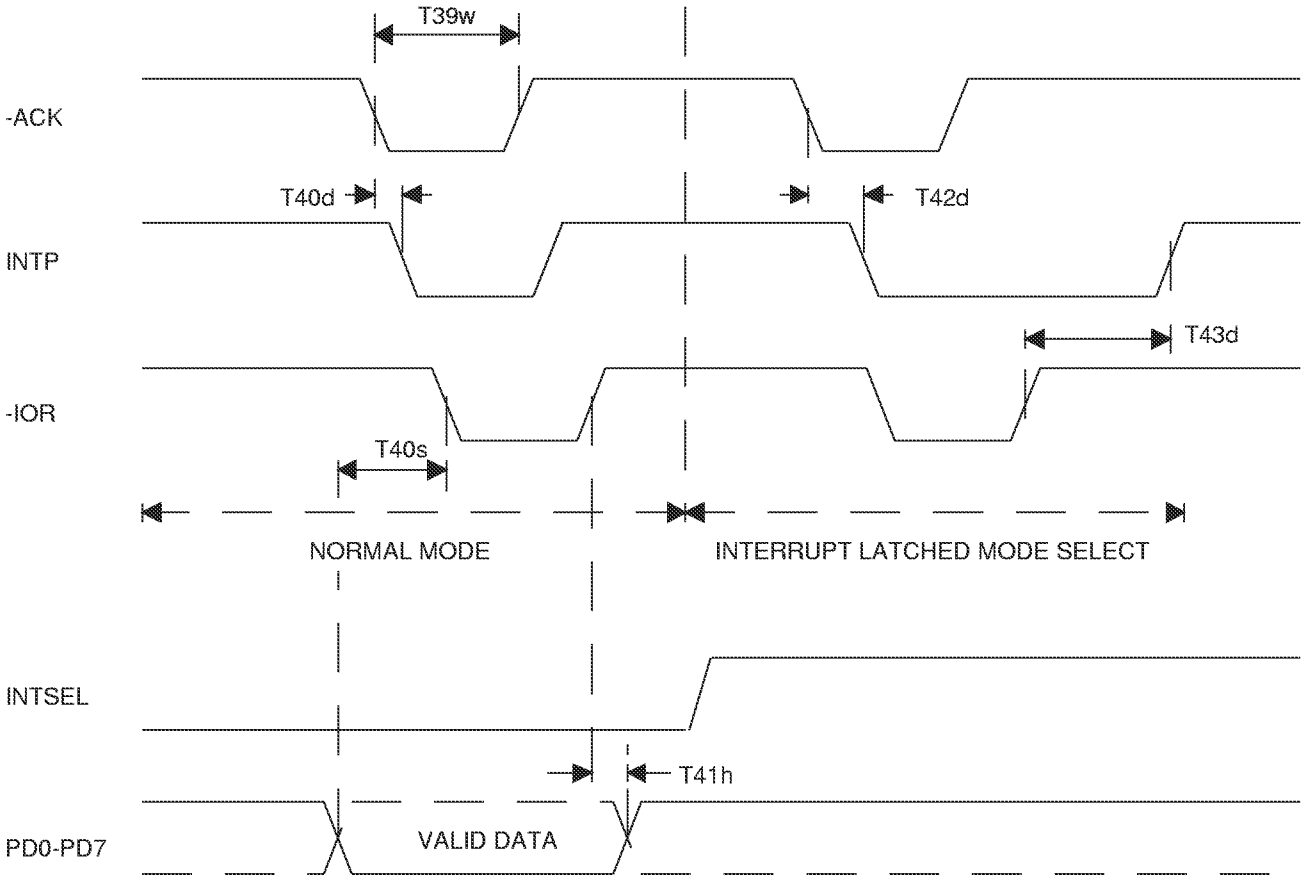 T39w
-ACK
T40d
T42d
INTP
T43d
-IOR
T40s
NORMAL MODE
INTERRUPT LATCHED MODE SELECT
INTSEL
T41h
PD0-PD7
VALID DATA